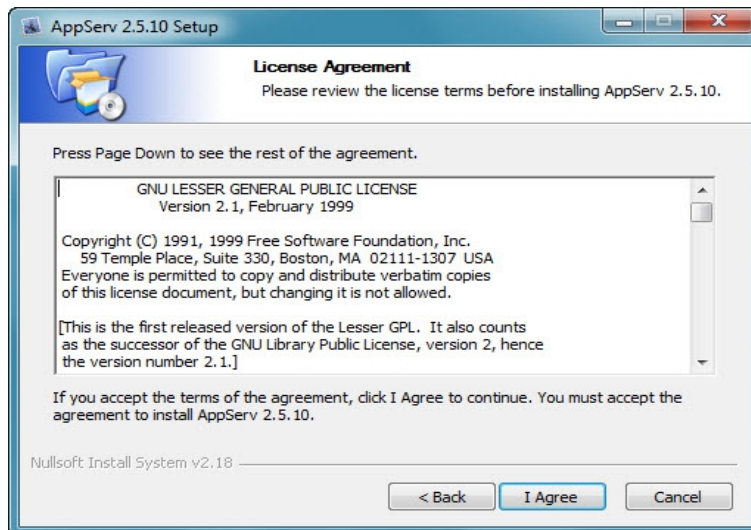 AppServ 2.5.10 Setup
License Agreement
Please review the license terms before installing AppServ 2.5.10.
Press Page Down to see the rest of the agreement.
GNU LESSER GENERAL PUBLIC LICENSE
Version 2.1, February 1999
Copyright (C) 1991, 1999 Free Software Foundation, Inc.
59 Temple Place, Suite 330, Boston, MA  02111-1307  USA
Everyone is permitted to copy and distribute verbatim copies
of this license document, but changing it is not allowed.
[This is the first released version of the Lesser GPL.  It also counts
as the successor of the GNU Library Public License, version 2, hence
the version number 2.1.]
If you accept the terms of the agreement, click I Agree to continue. You must accept the
agreement to install AppServ 2.5.10.
Nullsoft Install System v2.18
< Back
I Agree
Cancel